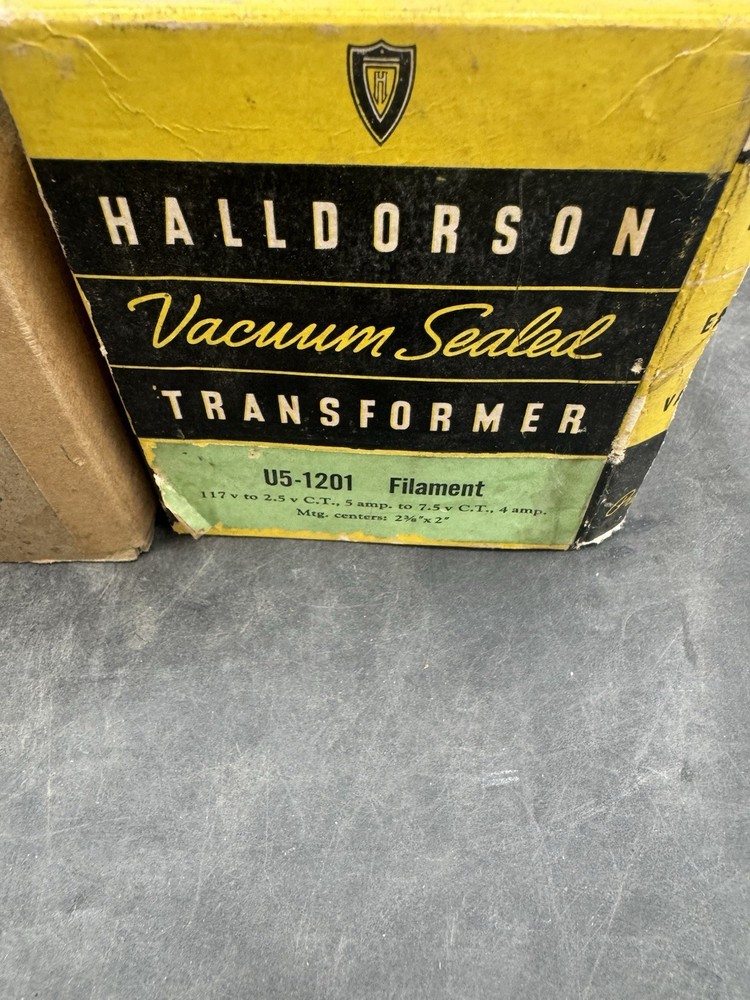 H
HALLDORSON
Vacuum Sealed
TRANSFORMER
U5-1201 Filament
117 v to 2.5 v C.T., 5 amp. to 7.5 v C.T., 4 amp.
Mtg. centers: 2⅜"x 2"